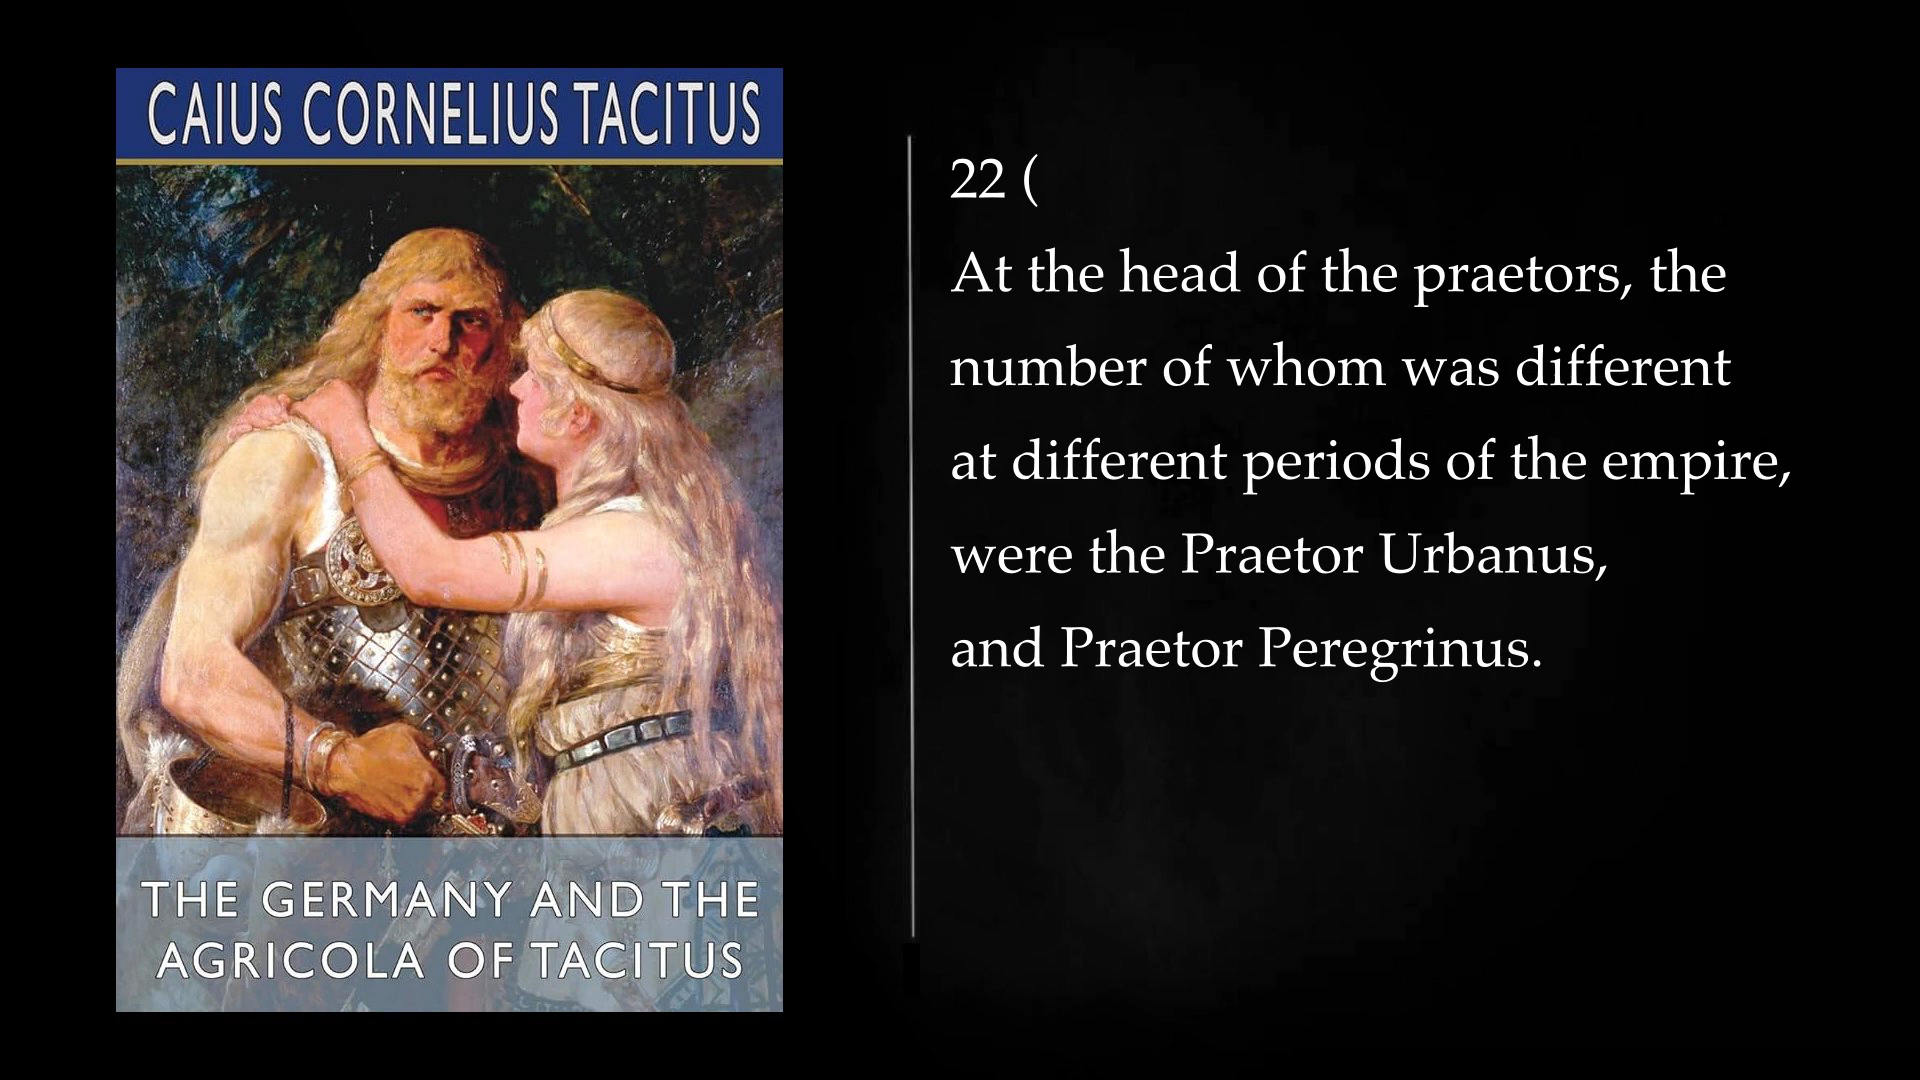 CAIUS CORNELIUS TACITUS
THE GERMANY AND THE
AGRICOLA OF TACITUS
22 (
At the head of the praetors, the
number of whom was different
at different periods of the empire,
were the Praetor Urbanus,
and Praetor Peregrinus.